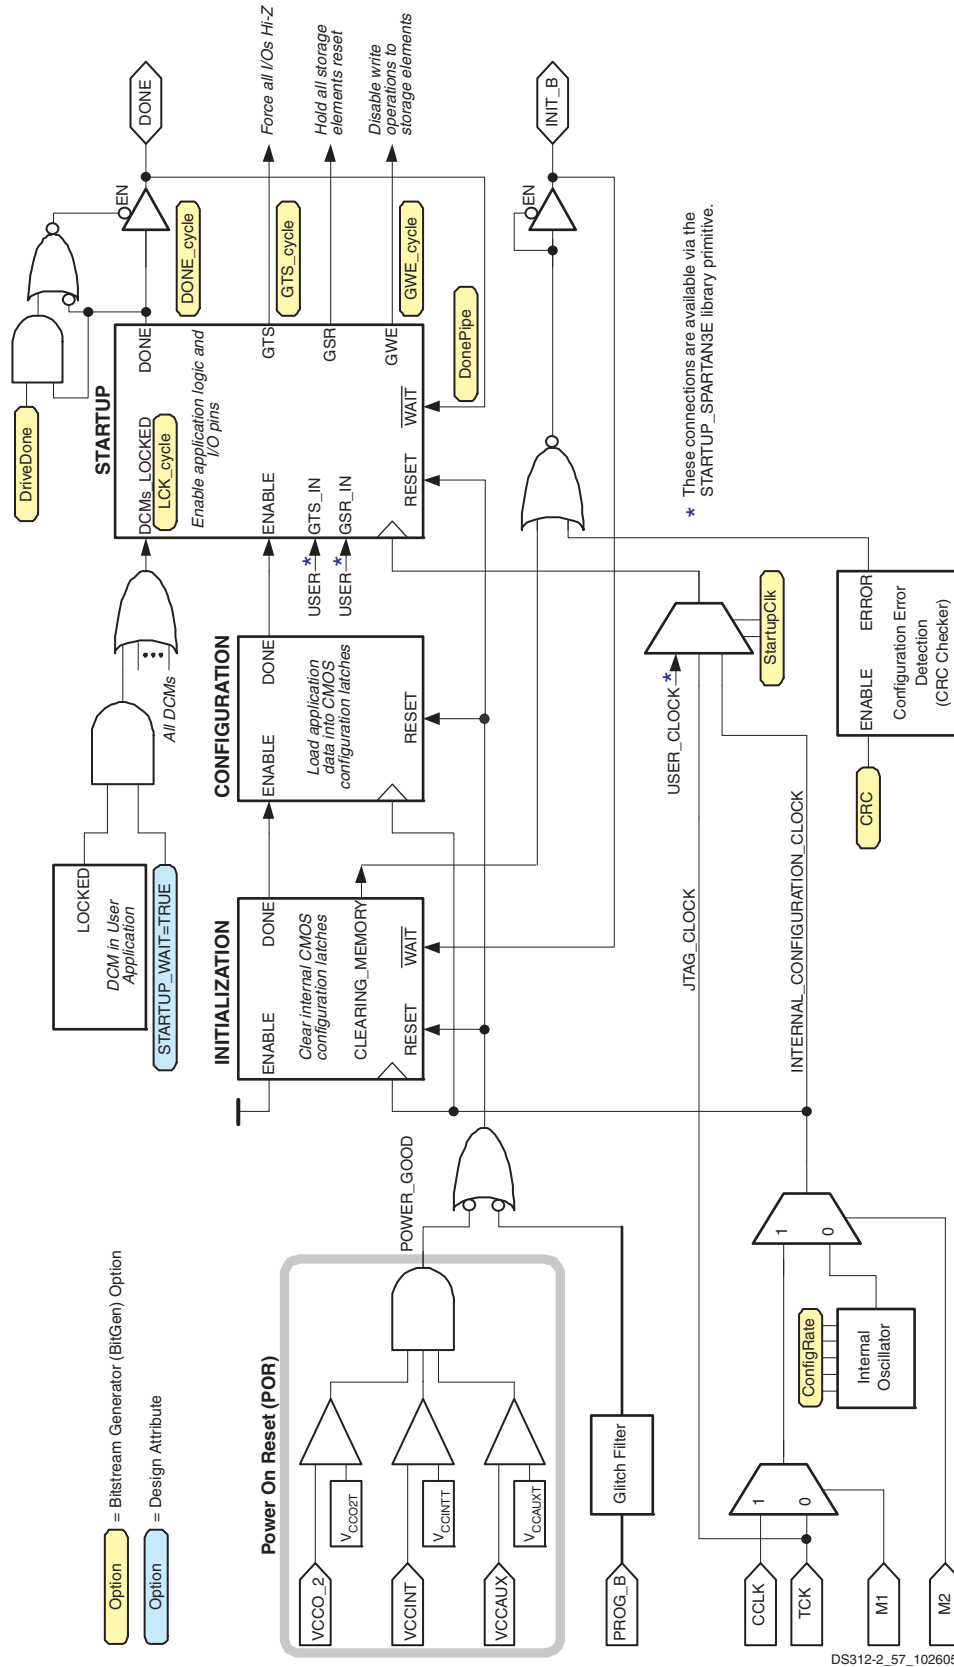 Option = Bitstream Generator (BitGen) Option
Option = Design Attribute
Power On Reset (POR)
VCCO_2
VCCO2T
VCCINT
VCCINTT
VCCAUX
VCCAUXT
POWER_GOOD
PROG_B
Glitch Filter
CCLK
TCK
M1
M2
1
0
ConfigRate
Internal
Oscillator
1
0
DCM in User
Application
LOCKED
STARTUP_WAIT=TRUE
All DCMs
INITIALIZATION
ENABLE
DONE
Clear internal CMOS
configuration latches
CLEARING_MEMORY
RESET
WAIT
CONFIGURATION
ENABLE
DONE
Load application
data into CMOS
configuration latches
RESET
STARTUP
DCMs_LOCKED
LCK_cycle
DONE
Enable application logic and
I/O pins
ENABLE
GTS
USER * GTS_IN
USER * GSR_IN
GSR
GWE
RESET
WAIT
DriveDone
EN
DONE
DONE_cycle
GTS_cycle
GWE_cycle
DonePipe
Force all I/Os Hi-Z
Hold all storage
elements reset
Disable write
operations to
storage elements
EN
INIT_B
* These connections are available via the
STARTUP_SPARTAN3E library primitive.
USER_CLOCK *
JTAG_CLOCK
INTERNAL_CONFIGURATION_CLOCK
StartupClk
CRC
ENABLE
ERROR
Configuration Error
Detection
(CRC Checker)
DS312-2_57_102605